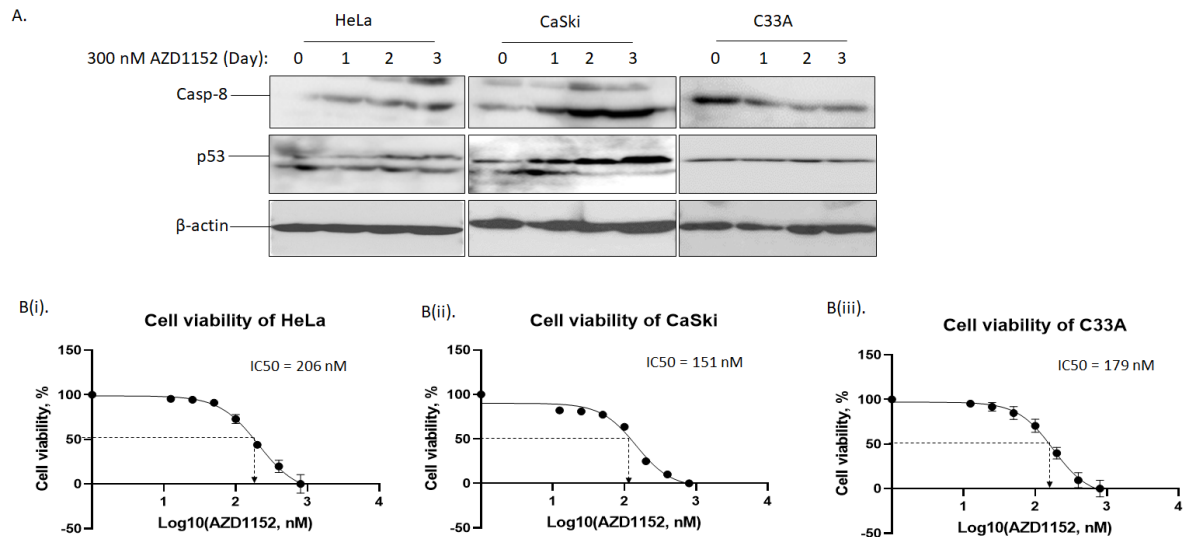 A.
HeLa
CaSki
C33A
300 nM AZD1152 (Day): 0 1 2 3 0 1 2 3 0 1 2 3
Casp-8
p53
β-actin
B(i).
Cell viability of HeLa
IC50 = 206 nM
Cell viability, %
150
100
50
0
-50
1 2 3 4
Log10(AZD1152, nM)
B(ii).
Cell viability of CaSki
IC50 = 151 nM
Cell viability, %
150
100
50
0
-50
1 2 3 4
Log10(AZD1152, nM)
B(iii).
Cell viability of C33A
IC50 = 179 nM
Cell viability, %
150
100
50
0
-50
1 2 3 4
Log10(AZD1152, nM)